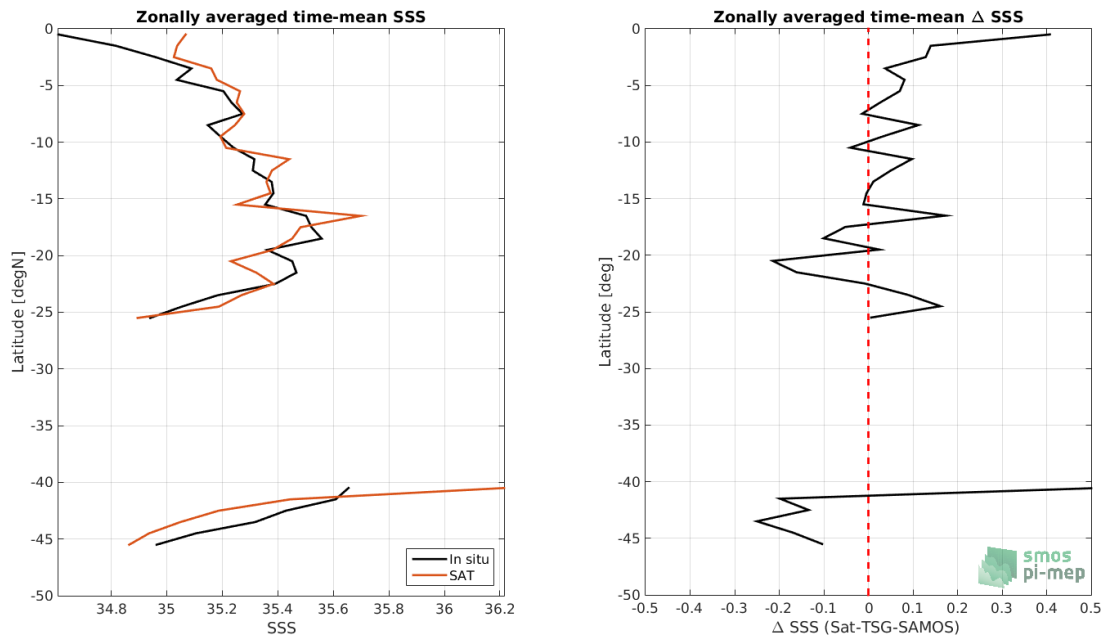 Zonally averaged time-mean SSS
0
-5
-10
-15
-20
-25
-30
-35
-40
-45
-50
Latitude [degN]
34.8 35 35.2 35.4 35.6 35.8 36 36.2
SSS
In situ
SAT
Zonally averaged time-mean Δ SSS
0
-5
-10
-15
-20
-25
-30
-35
-40
-45
-50
Latitude [deg]
-0.5 -0.4 -0.3 -0.2 -0.1 0 0.1 0.2 0.3 0.4 0.5
Δ SSS (Sat-TSG-SAMOS)
smos
pi-mep